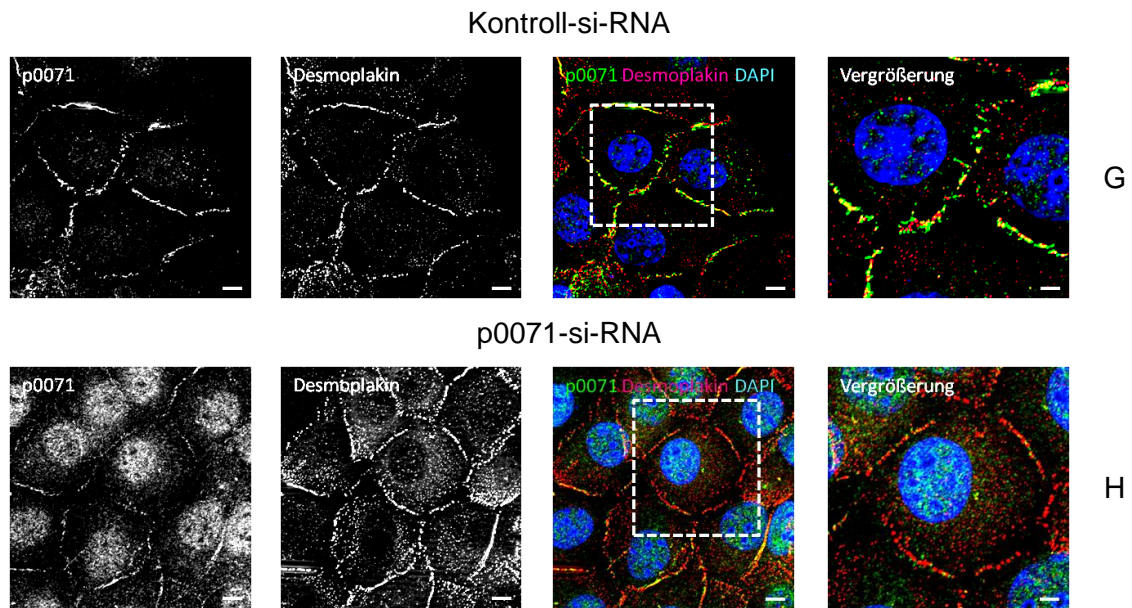 Kontroll-si-RNA
p0071
Desmoplakin
p0071 Desmoplakin DAPI
Vergrößerung
G
p0071-si-RNA
p0071
Desmoplakin
p0071 Desmoplakin DAPI
Vergrößerung
H